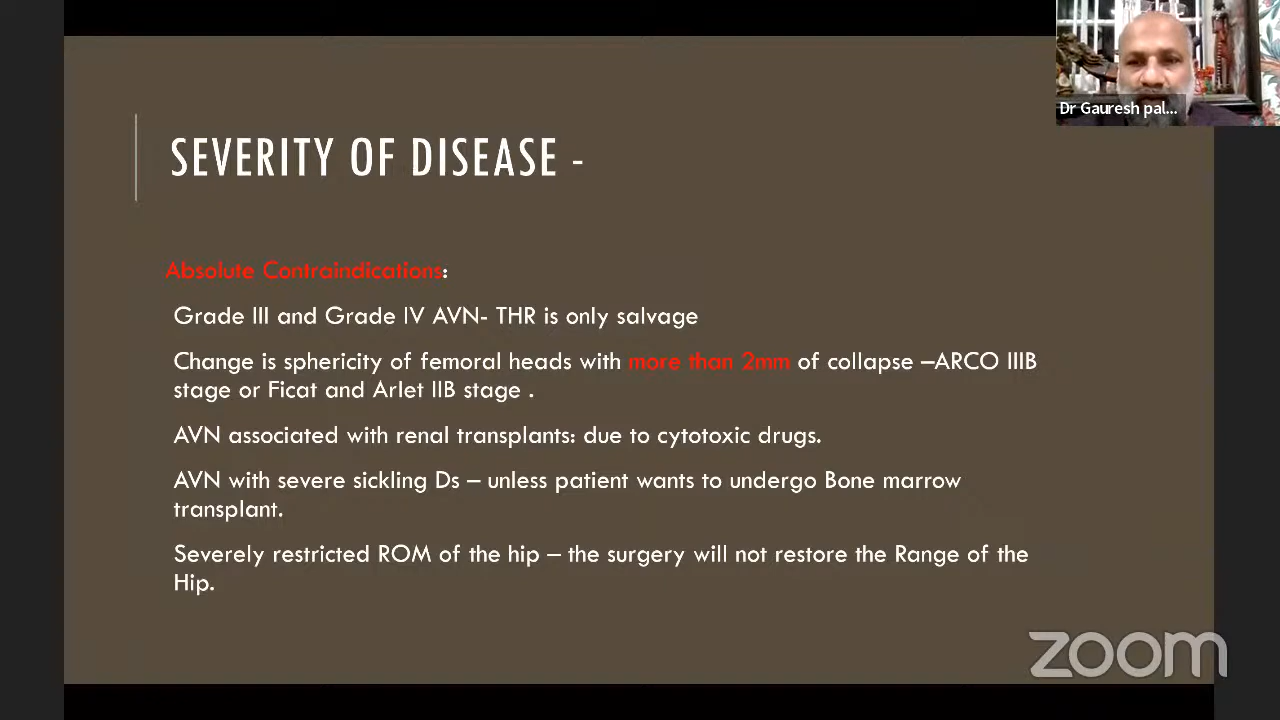 Dr Gauresh pal...
SEVERITY OF DISEASE -
Absolute Contraindications:
Grade III and Grade IV AVN- THR is only salvage
Change is sphericity of femoral heads with more than 2mm of collapse –ARCO IIIB
stage or Ficat and Arlet IIB stage .
AVN associated with renal transplants: due to cytotoxic drugs.
AVN with severe sickling Ds – unless patient wants to undergo Bone marrow
transplant.
Severely restricted ROM of the hip – the surgery will not restore the Range of the
Hip.
zoom